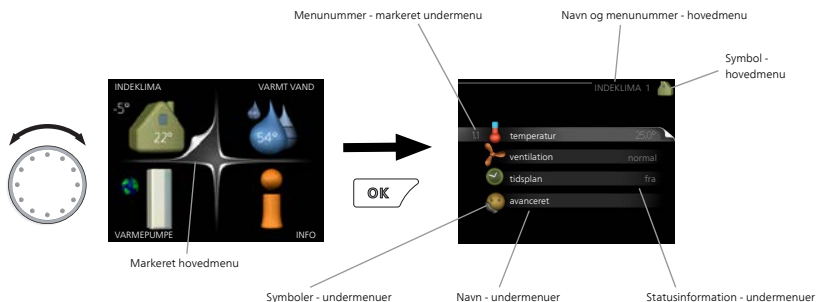 Menunummer - markeret undermenu
Navn og menunummer - hovedmenu
Symbol -
hovedmenu
INDEKLIMA
VARMT VAND
-5°
22°
54°
VARMEPUMPE
INFO
OK
INDEKLIMA 1
1.1 temperatur 25.0°
ventilation normal
tidsplan fra
avanceret
Markeret hovedmenu
Symboler - undermenuer
Navn - undermenuer
Statusinformation - undermenuer